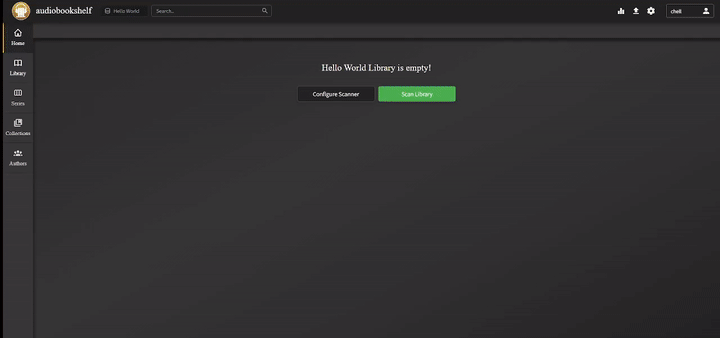 audiobookshelf
Hello World
Search...
chell
Home
Library
Series
Collections
Authors
Hello World Library is empty!
Configure Scanner
Scan Library